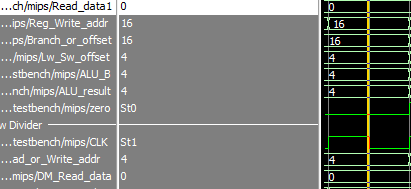 ...ch/mips/Read_data1 0 0
...ips/Reg_Write_addr 16 16
...ps/Branch_or_offset 16 16
.../mips/Lw_Sw_offset 4 4
...stbench/mips/ALU_B 4 4
...nch/mips/ALU_result 4 4
...testbench/mips/zero St0
w Divider
...testbench/mips/CLK St1
...ad_or_Write_addr 4 4
...mips/DM_Read_data 0 0